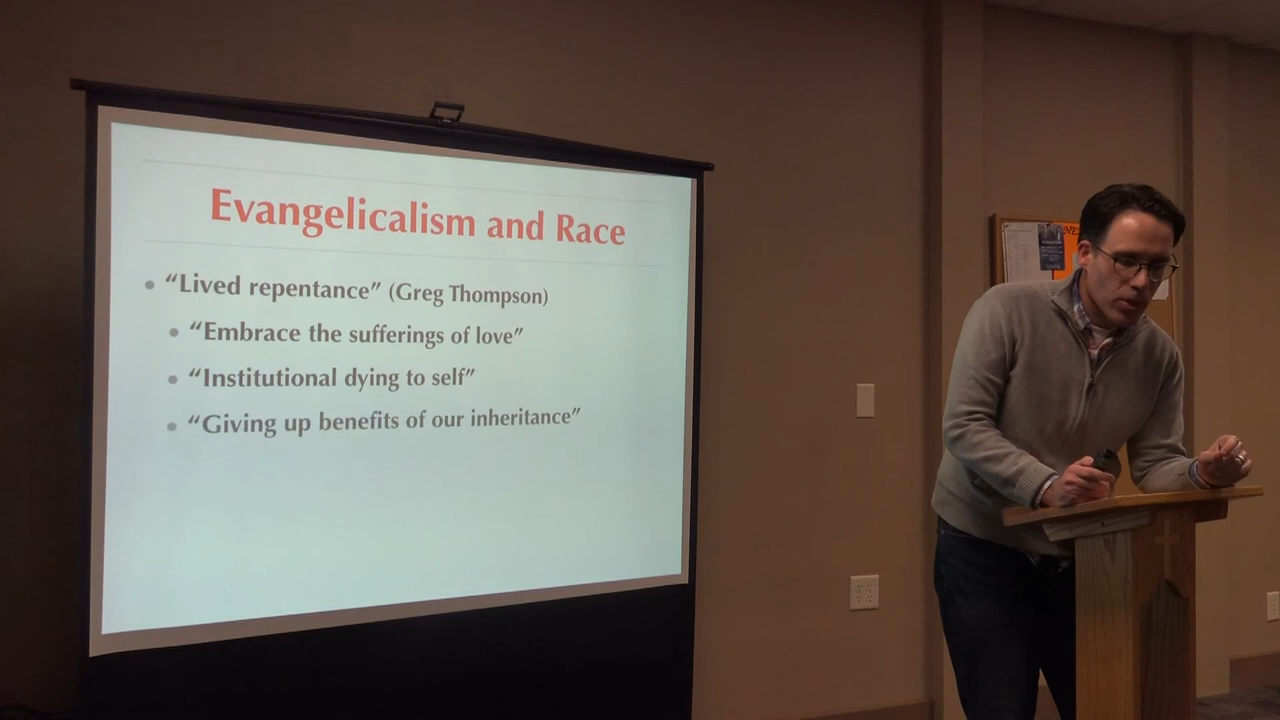 Evangelicalism and Race
• “Lived repentance” (Greg Thompson)
• “Embrace the sufferings of love”
• “Institutional dying to self”
• “Giving up benefits of our inheritance”